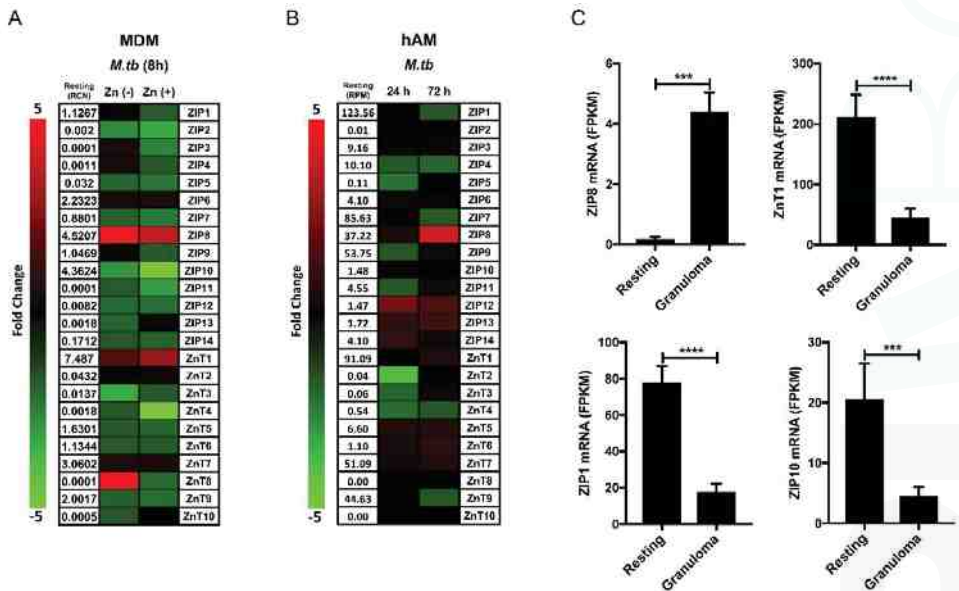 A
MDM
M.tb (8h)
Resting (RCN) Zn (-) Zn (+)
5
Fold Change
-5
1.1267 ZIP1
0.002 ZIP2
0.0001 ZIP3
0.0011 ZIP4
0.032 ZIP5
2.2323 ZIP6
0.8801 ZIP7
4.5207 ZIP8
1.0469 ZIP9
4.3624 ZIP10
0.0001 ZIP11
0.0082 ZIP12
0.0018 ZIP13
0.1712 ZIP14
7.487 ZnT1
0.0432 ZnT2
0.0137 ZnT3
0.0018 ZnT4
1.6301 ZnT5
1.1344 ZnT6
3.0602 ZnT7
0.0001 ZnT8
2.0017 ZnT9
0.0005 ZnT10
B
hAM
M.tb
Resting (RPM) 24 h 72 h
5
Fold Change
-5
123.56 ZIP1
0.01 ZIP2
9.16 ZIP3
10.10 ZIP4
0.11 ZIP5
4.10 ZIP6
85.63 ZIP7
37.22 ZIP8
53.75 ZIP9
1.48 ZIP10
4.55 ZIP11
1.47 ZIP12
1.72 ZIP13
4.10 ZIP14
91.09 ZnT1
0.04 ZnT2
0.06 ZnT3
0.54 ZnT4
6.60 ZnT5
1.10 ZnT6
51.09 ZnT7
0.00 ZnT8
44.63 ZnT9
0.00 ZnT10
C
ZIP8 mRNA (FPKM)
6
4
2
0
***
Resting
Granuloma
ZnT1 mRNA (FPKM)
300
200
100
0
****
Resting
Granuloma
ZIP1 mRNA (FPKM)
100
80
60
40
20
0
****
Resting
Granuloma
ZIP10 mRNA (FPKM)
30
20
10
0
***
Resting
Granuloma